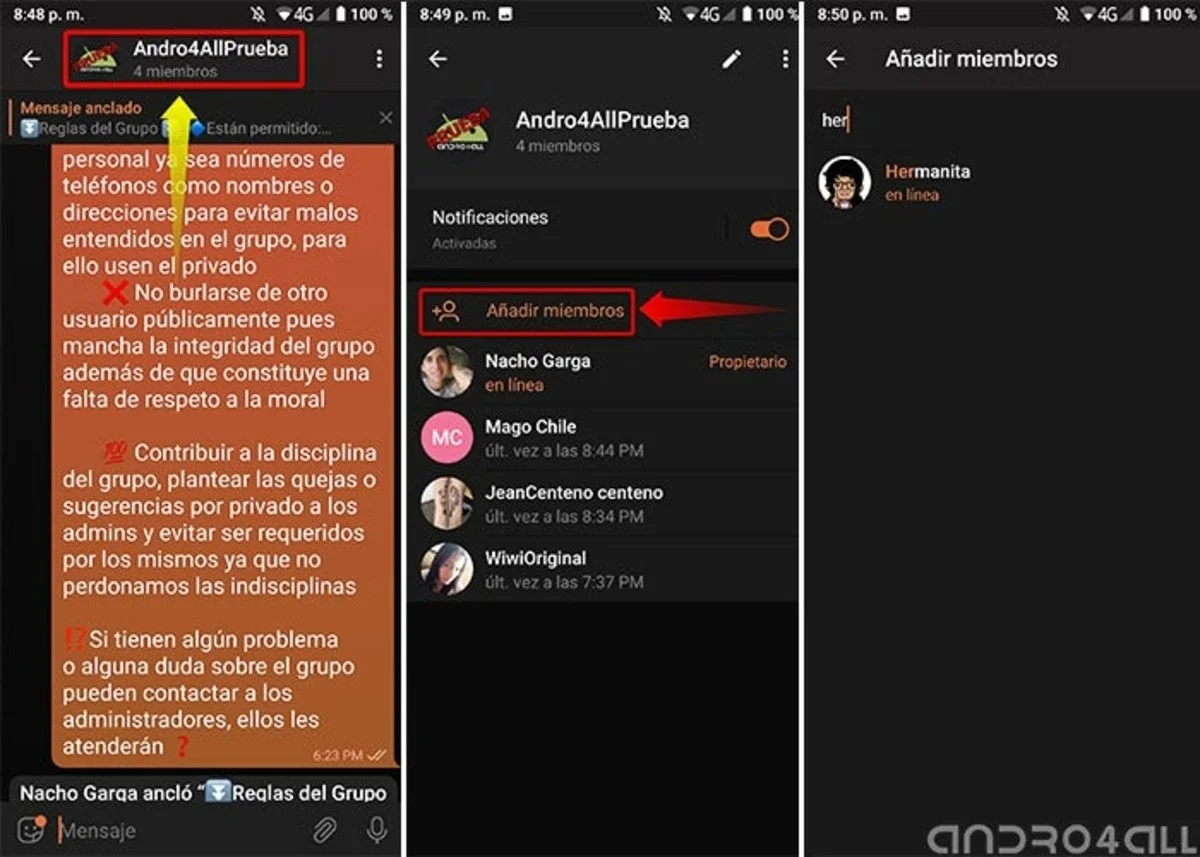 8:48 p. m.
4G
100 %
Andro4AllPrueba
4 miembros
Mensaje anclado
Reglas del Grupo
Están permitido:...
personal ya sea números de
teléfonos como nombres o
direcciones para evitar malos
entendidos en el grupo, para
ello usen el privado
❌ No burlarse de otro
usuario públicamente pues
mancha la integridad del grupo
además de que constituye una
falta de respeto a la moral
💯 Contribuir a la disciplina
del grupo, plantear las quejas o
sugerencias por privado a los
admins y evitar ser requeridos
por los mismos ya que no
perdonamos las indisciplinas
⁉️Si tienen algún problema
o alguna duda sobre el grupo
pueden contactar a los
administradores, ellos les
atenderán ❓
6:23 PM
Nacho Garga ancló “⏬Reglas del Grupo
Mensaje
8:49 p. m.
4G
100 %
PRUEBA
ANDRO4ALL
Andro4AllPrueba
4 miembros
Notificaciones
Activadas
Añadir miembros
Nacho Garga
Propietario
en línea
MC
Mago Chile
últ. vez a las 8:44 PM
JeanCenteno centeno
últ. vez a las 8:34 PM
WiwiOriginal
últ. vez a las 7:37 PM
8:50 p. m.
4G
100 %
Añadir miembros
her
Hermanita
en línea
ANDRO4ALL